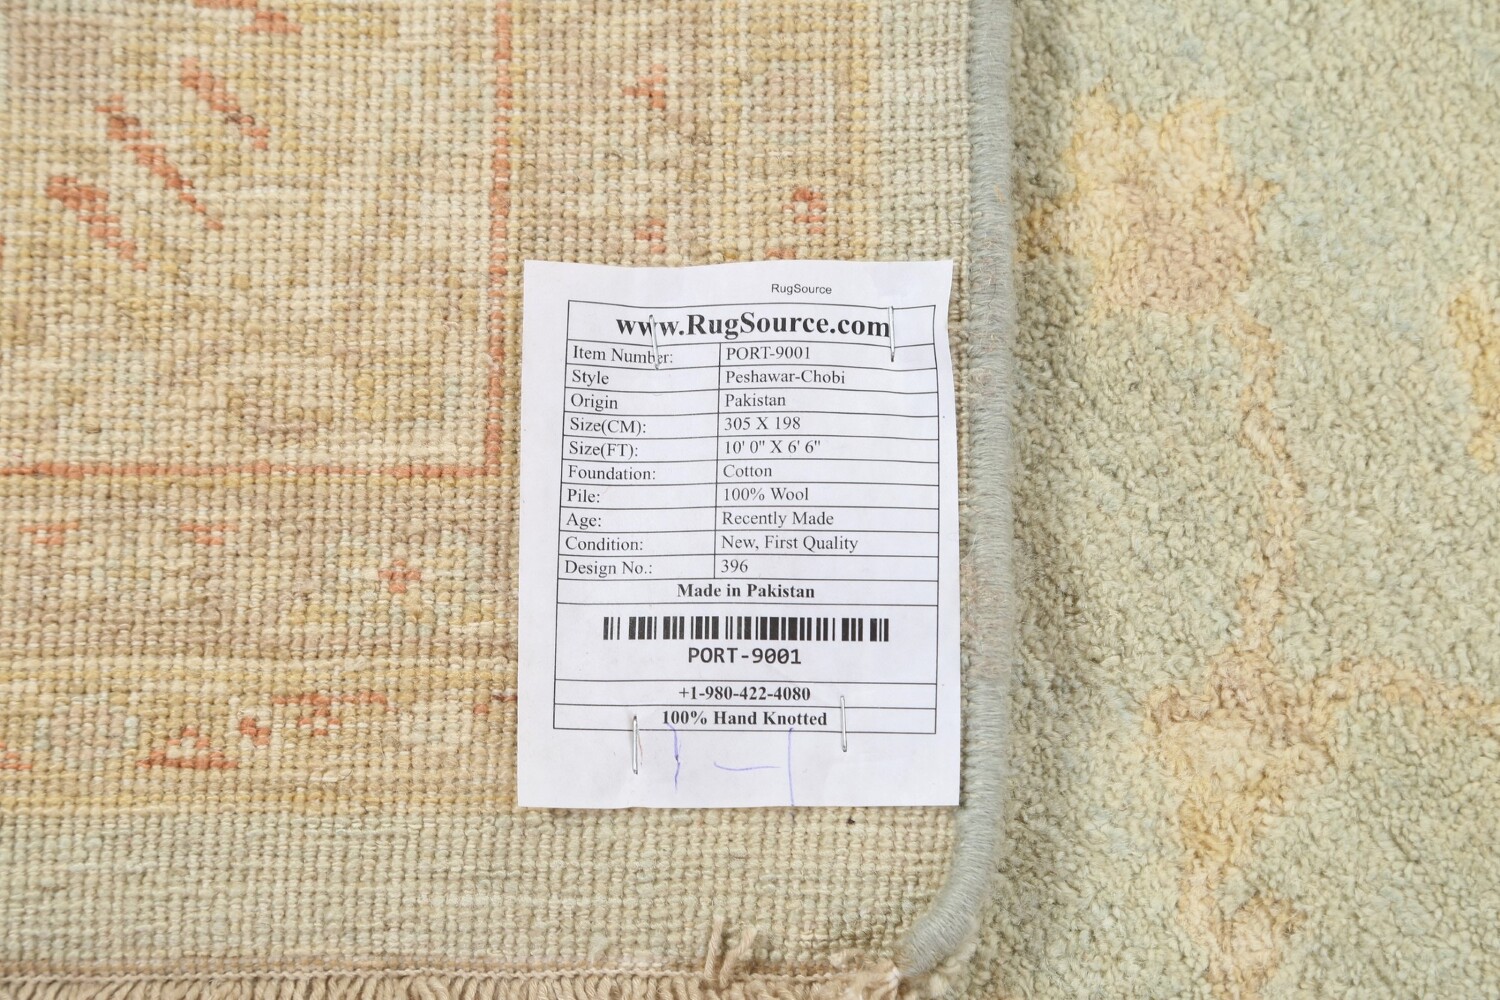 RugSource
www.RugSource.com
Item Number: PORT-9001
Style Peshawar-Chobi
Origin Pakistan
Size(CM): 305 X 198
Size(FT): 10' 0" X 6' 6"
Foundation: Cotton
Pile: 100% Wool
Age: Recently Made
Condition: New, First Quality
Design No.: 396
Made in Pakistan
PORT-9001
+1-980-422-4080
100% Hand Knotted